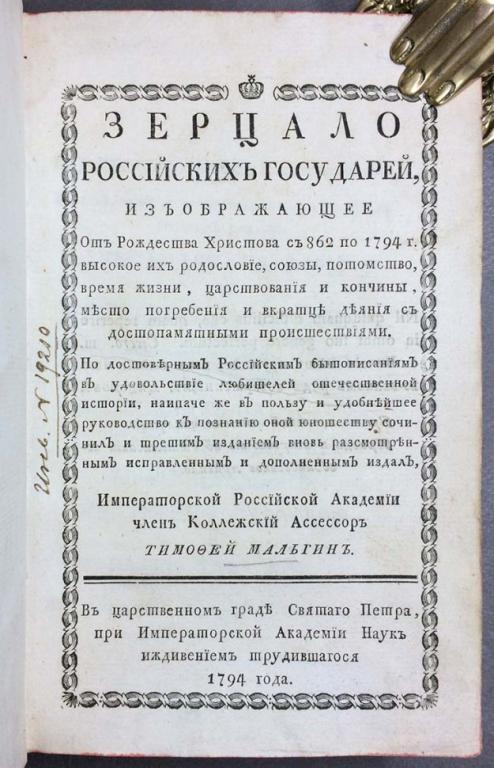 ЗЕРЦАЛО
РОССІЙСКИХЪ ГОСУДАРЕЙ,
ИЗЪОБРАЖАЮЩЕЕ
Отъ Рождества Христова съ 862 по 1794 г.
высокое ихъ родословіе, союзы, потомство,
время жизни, царствованія и кончины,
мѣсто погребенія и вкратцѣ дѣянія съ
достопамятными происшествіями.
По достовѣрнымъ Россійскимъ бытописаніямъ
въ удовольствіе любителей отечественной
исторіи, наипаче же въ пользу и удобнѣйшее
руководство къ познанію оной юношеству сочи-
нилъ и третимъ изданіемъ вновь разсмотрѣн-
нымъ исправленнымъ и дополненнымъ издалъ,
Императорской Россійской Академіи
членъ Коллежскій Ассессоръ
ТИМОѲЕЙ МАЛЬГИНЪ.
Въ царственномъ градѣ Святаго Петра,
при Императорской Академіи Наукъ
иждивеніемъ трудившагося
1794 года.
Инв. N 19210